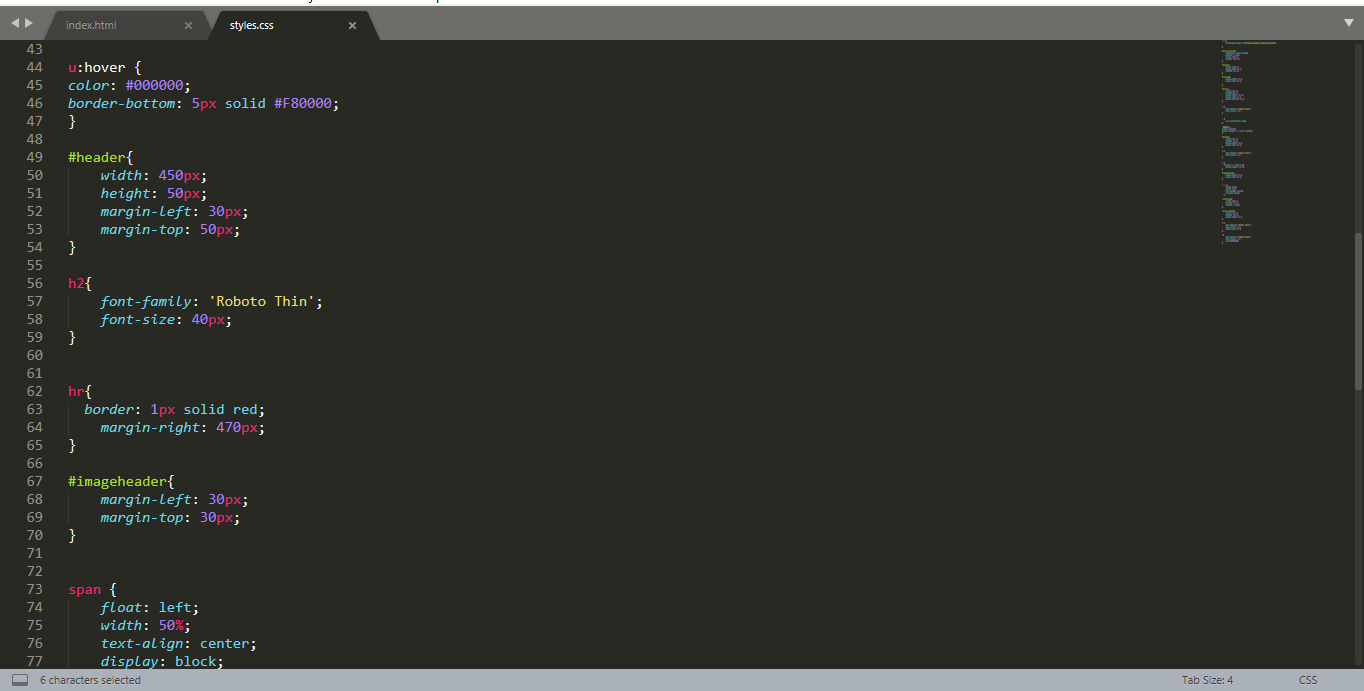 index.html × styles.css ×
43
44 u:hover {
45 color: #000000;
46 border-bottom: 5px solid #F80000;
47 }
48
49 #header{
50     width: 450px;
51     height: 50px;
52     margin-left: 30px;
53     margin-top: 50px;
54 }
55
56 h2{
57     font-family: 'Roboto Thin';
58     font-size: 40px;
59 }
60
61
62 hr{
63   border: 1px solid red;
64     margin-right: 470px;
65 }
66
67 #imageheader{
68     margin-left: 30px;
69     margin-top: 30px;
70 }
71
72
73 span {
74     float: left;
75     width: 50%;
76     text-align: center;
77     display: block;
6 characters selected Tab Size: 4 CSS